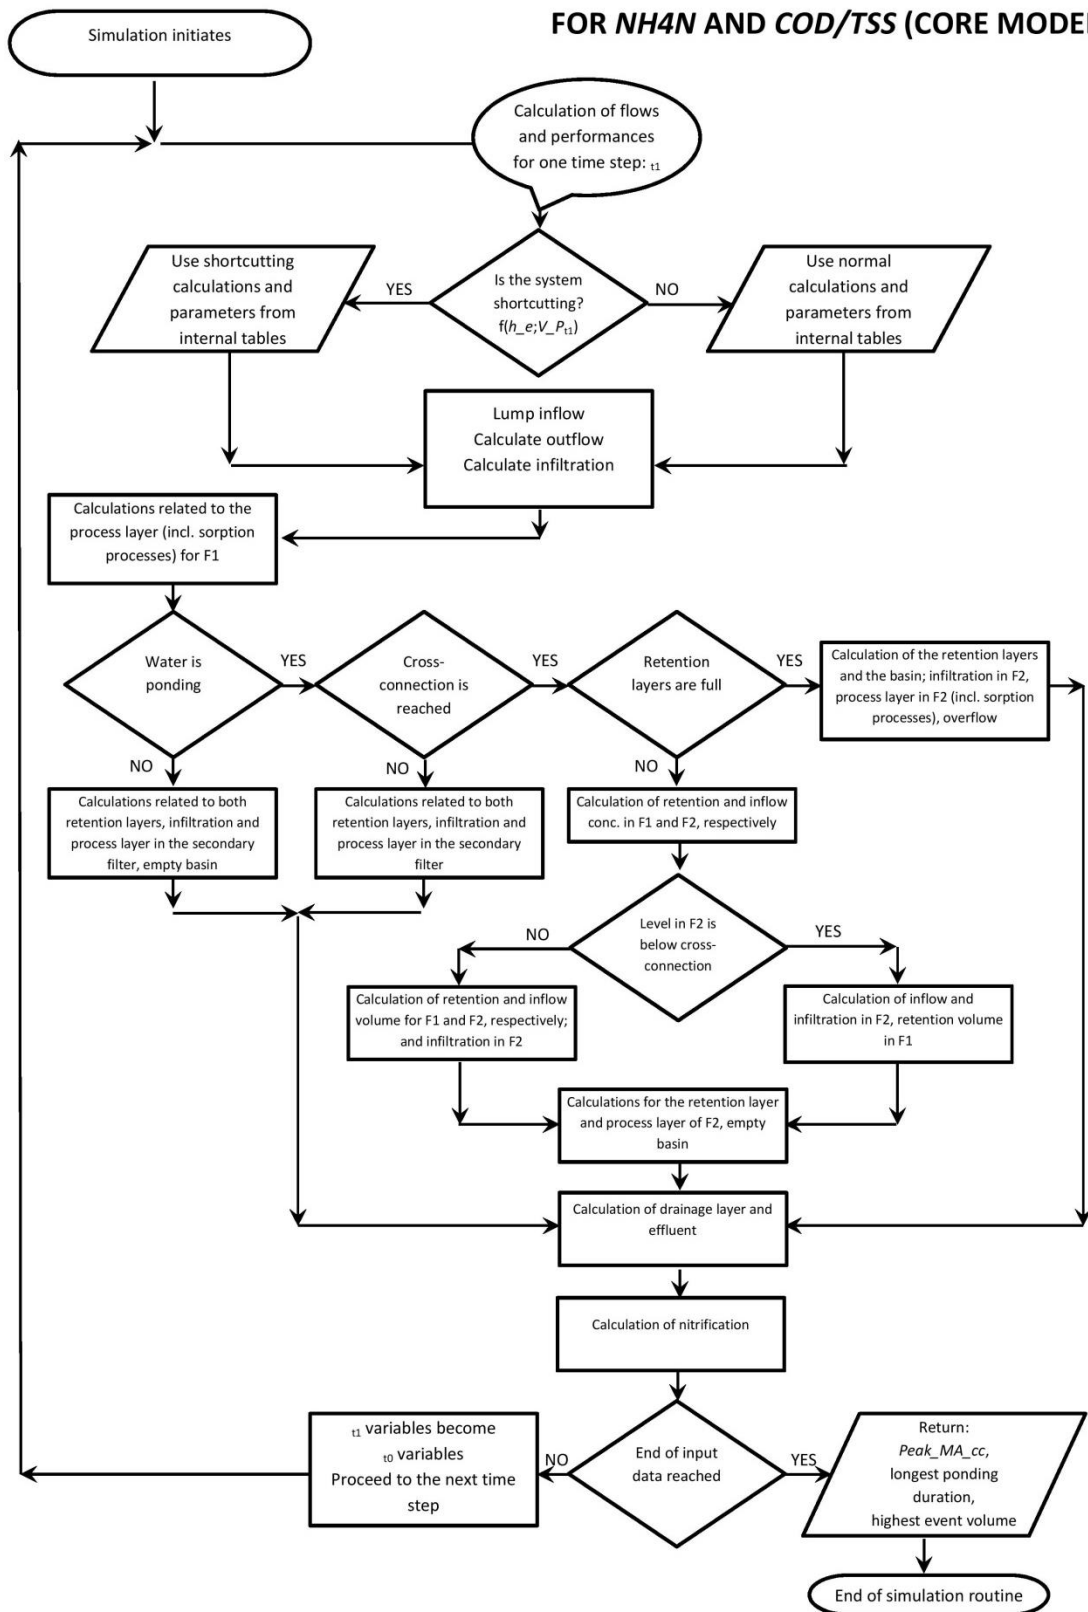 FOR NH4N AND COD/TSS (CORE MODEL
Simulation initiates
Calculation of flows
and performances
for one time step: t1
Use shortcutting
calculations and
parameters from
internal tables
YES
Is the system
shortcutting?
f(h_e;V_Pt1)
NO
Use normal
calculations and
parameters from
internal tables
Lump inflow
Calculate outflow
Calculate infiltration
Calculations related to the
process layer (incl. sorption
processes) for F1
Water is
ponding
YES
Cross-
connection is
reached
YES
Retention
layers are full
YES
Calculation of the retention layers
and the basin; infiltration in F2,
process layer in F2 (incl. sorption
processes), overflow
NO
NO
NO
Calculations related to both
retention layers, infiltration and
process layer in the secondary
filter, empty basin
Calculations related to both
retention layers, infiltration and
process layer in the secondary
filter
Calculation of retention and inflow
conc. in F1 and F2, respectively
NO
Level in F2 is
below cross-
connection
YES
Calculation of retention and inflow
volume for F1 and F2, respectively;
and infiltration in F2
Calculation of inflow and
infiltration in F2, retention volume
in F1
Calculations for the retention layer
and process layer of F2, empty
basin
Calculation of drainage layer and
effluent
Calculation of nitrification
t1 variables become
t0 variables
Proceed to the next time
step
NO
End of input
data reached
YES
Return:
Peak_MA_cc,
longest ponding
duration,
highest event volume
End of simulation routine